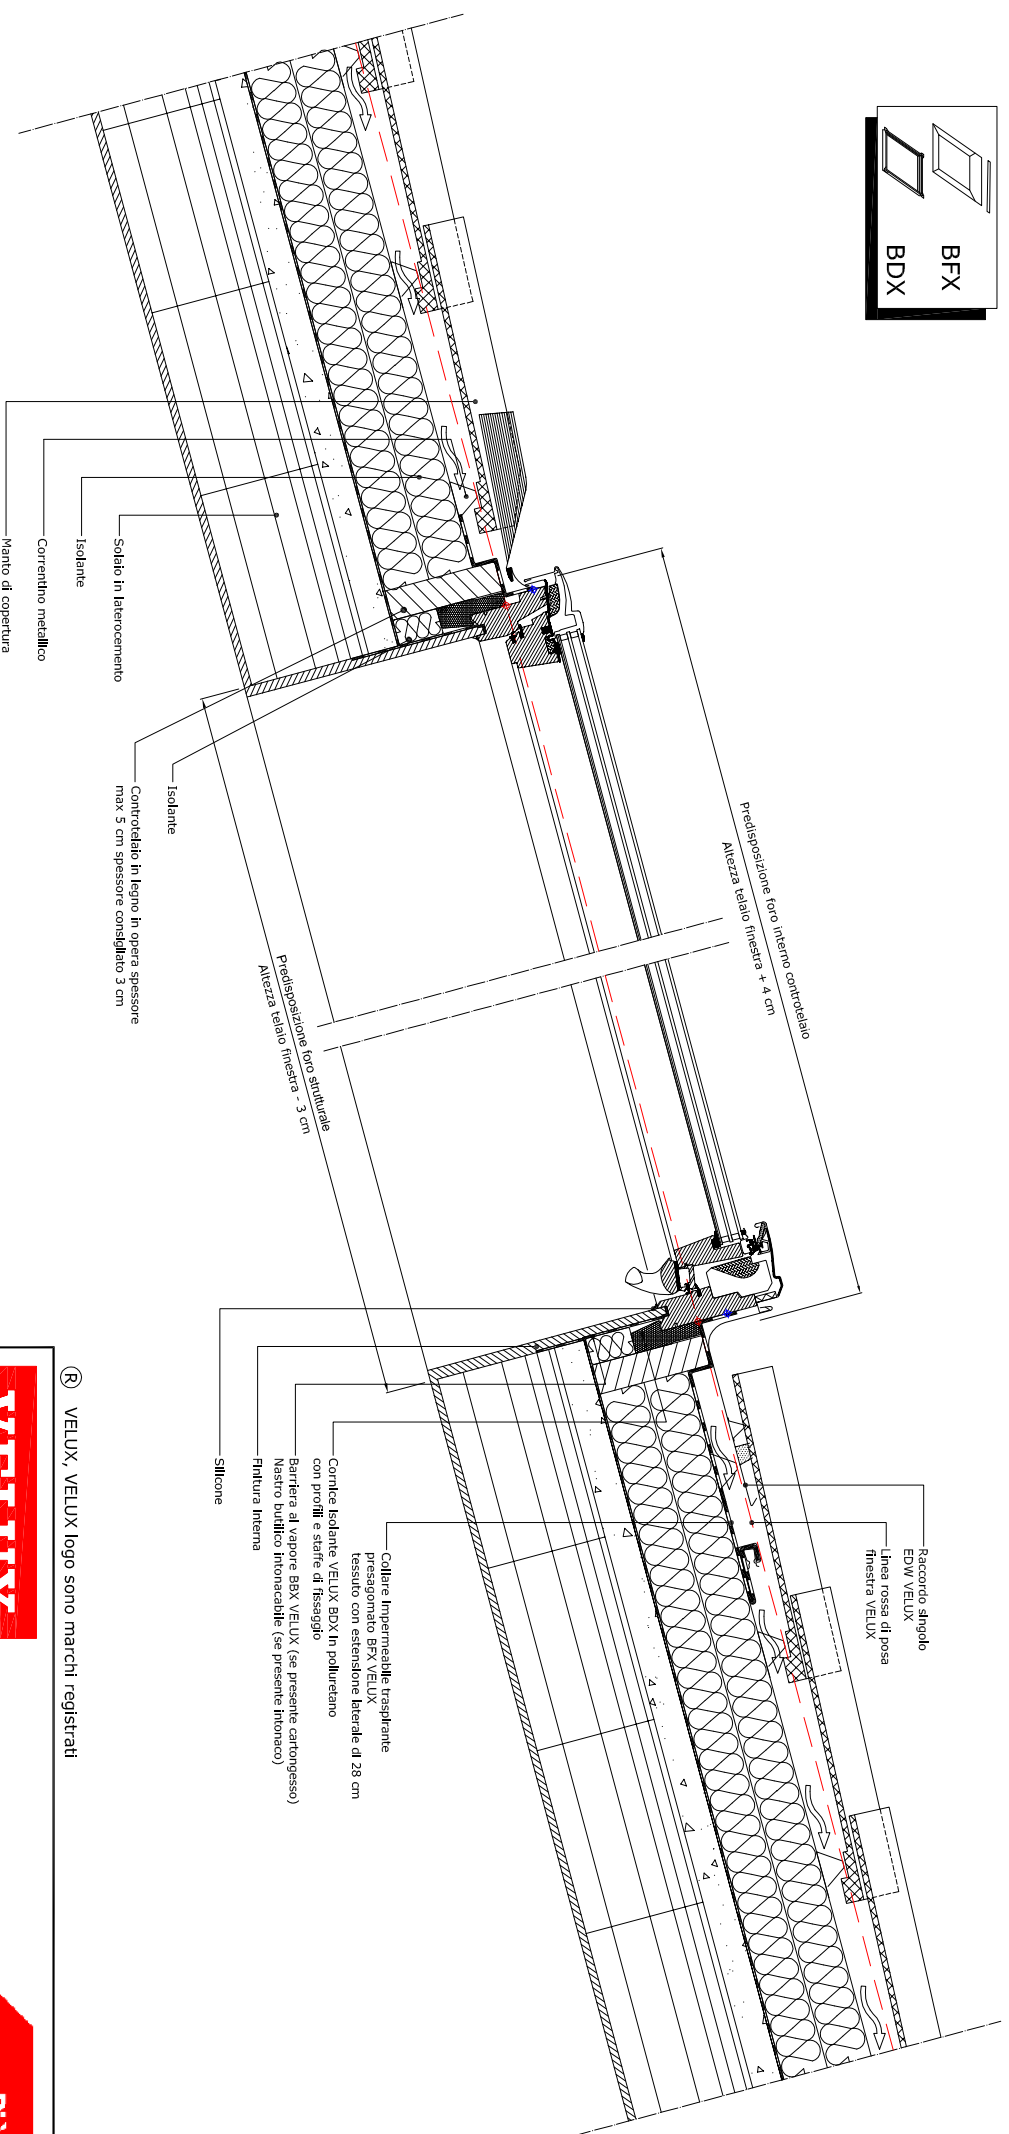 BFX
BDX
Predisposizione foro interno controtelaio
Altezza telaio finestra + 4 cm
Predisposizione foro strutturale
Altezza telaio finestra - 3 cm
Raccordo singolo
EDW VELUX
Linea rossa di posa
finestra VELUX
Collare impermeabile traspirante
presagomato BFX VELUX
tessuto con estensione laterale di 28 cm
Cornice Isolante VELUX BDX in poliuretano
con profili e staffe di fissaggio
Barriera al vapore BBX VELUX (se presente cartongesso)
Nastro butilico intonacabile (se presente intonaco)
Finitura interna
Silicone
Isolante
Controtelaio in legno in opera spessore
max 5 cm spessore consigliato 3 cm
Solaio in laterocemento
Isolante
Correntino metallico
Manto di copertura
® VELUX, VELUX logo sono marchi registrati
VELUX